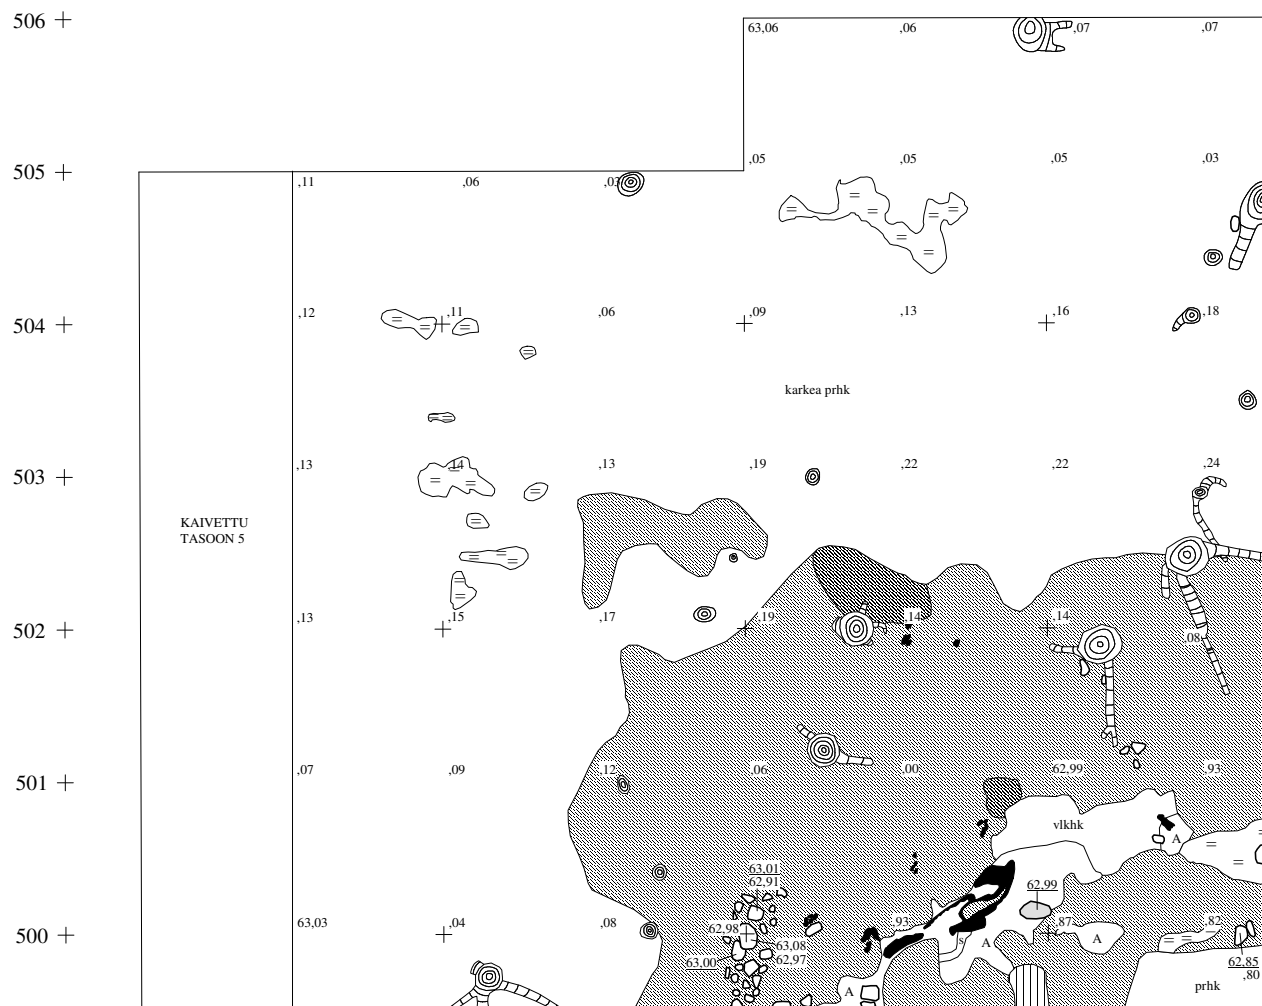 506
63,06 ,06 ,07 ,07
505
,05 ,05 ,05 ,03
,11 ,06 ,03
504
,12 ,11 ,06 ,09 ,13 ,16 ,18
karkea prhk
503
,13 ,14 ,13 ,19 ,22 ,22 ,24
KAIVETTU
TASOON 5
502
,13 ,15 ,17 ,19 ,14 ,14
,08
501
,07 ,09 ,12 ,06 ,00 62,99 ,93
vlkhk
A
63,01
62,91
62,99
500
63,03 ,04 ,08 62,98 ,93 ,87 ,82
s A A
63,08
63,00 62,97
62,85
,80
A
prhk